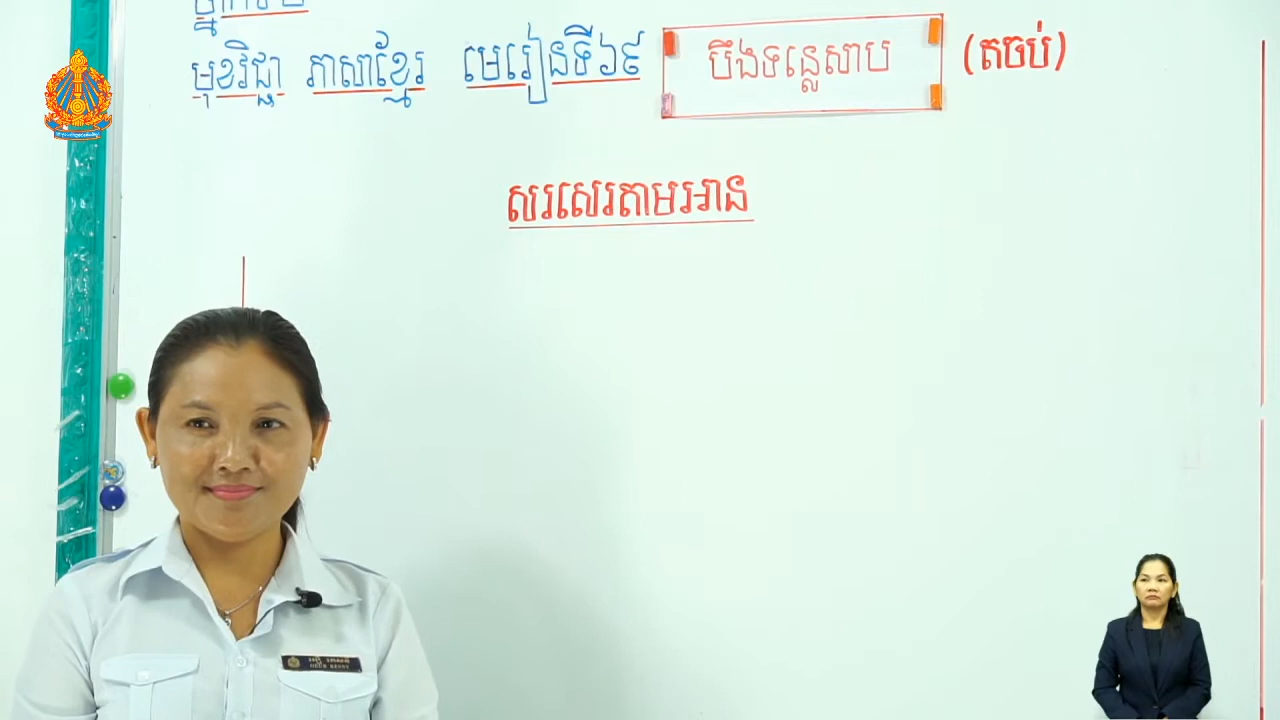 មុខវិជ្ជា ភាសាខ្មែរ មេរៀនទី៦៩ បឹងទន្លេសាប (តចប់)
សរសេរតាមអាន